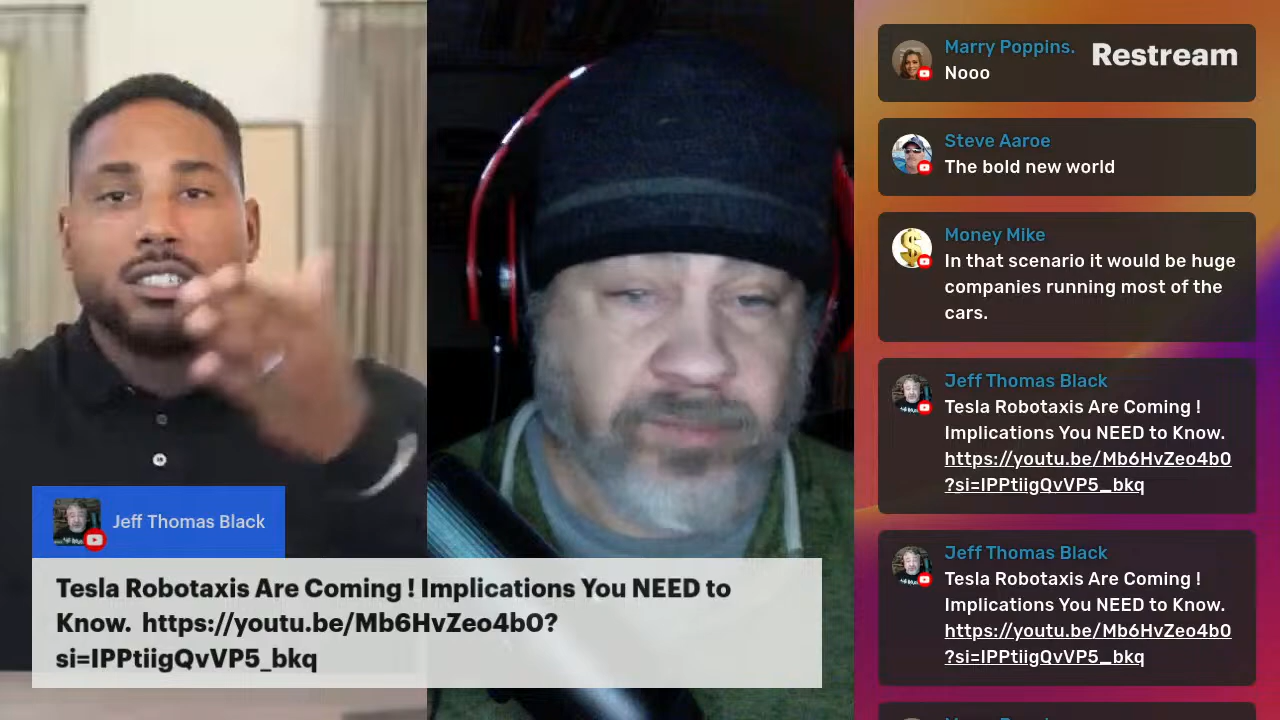 Marry Poppins.
Restream
Nooo
Steve Aaroe
The bold new world
Money Mike
In that scenario it would be huge
companies running most of the
cars.
Jeff Thomas Black
Tesla Robotaxis Are Coming !
Implications You NEED to Know.
https://youtu.be/Mb6HvZeo4b0
?si=IPPtiigQvVP5_bkq
Jeff Thomas Black
Tesla Robotaxis Are Coming !
Implications You NEED to Know.
https://youtu.be/Mb6HvZeo4b0
?si=IPPtiigQvVP5_bkq
Jeff Thomas Black
Tesla Robotaxis Are Coming ! Implications You NEED to
Know. https://youtu.be/Mb6HvZeo4b0?
si=IPPtiigQvVP5_bkq